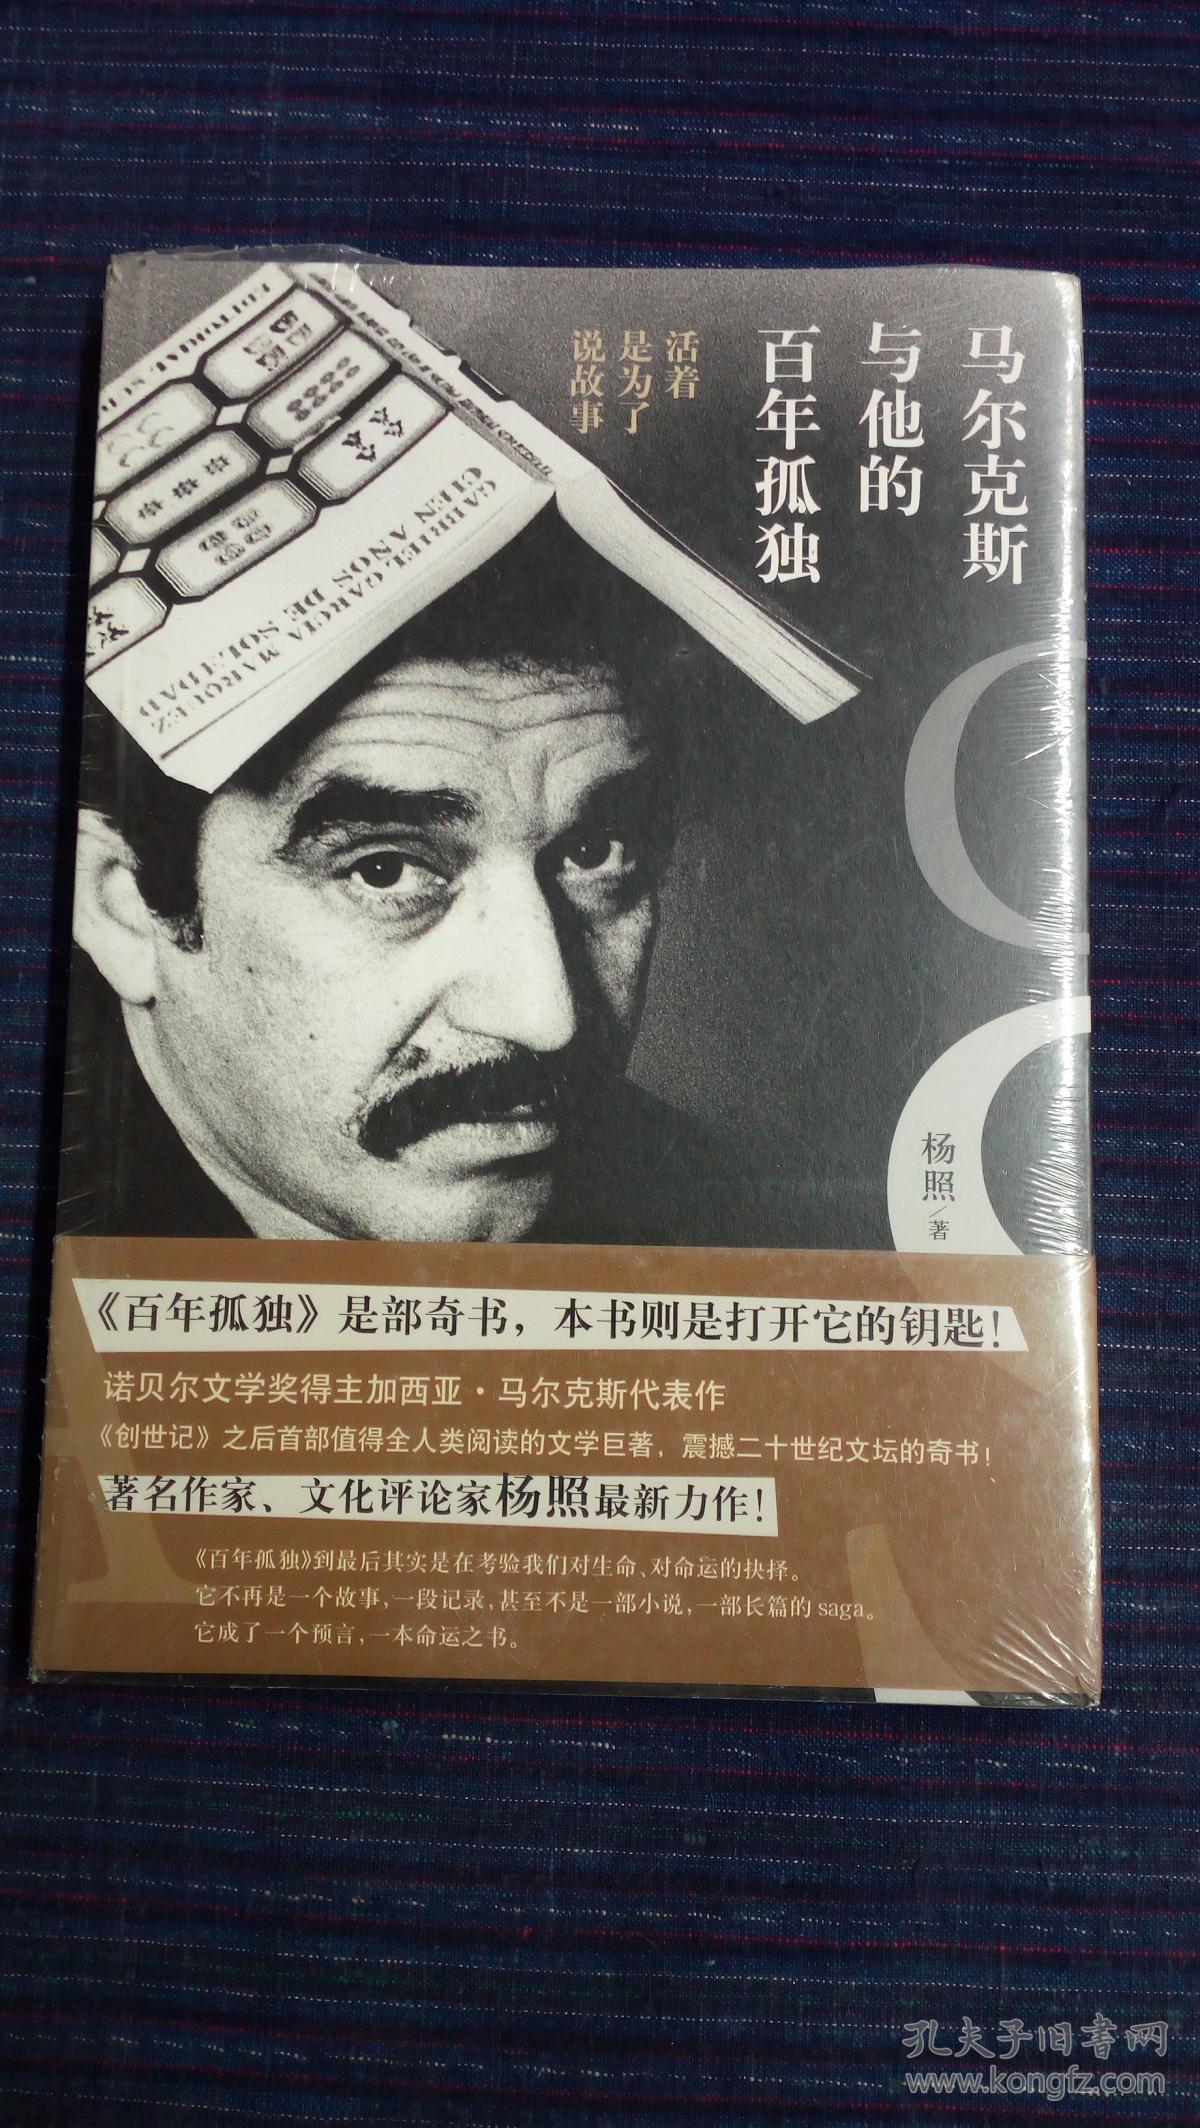 马尔克斯
与他的
百年孤独
活着
是为了
说故事
GABRIEL GARCIA MARQUEZ
CIEN AÑOS DE SOLEDAD
杨照/著
《百年孤独》是部奇书，本书则是打开它的钥匙！
诺贝尔文学奖得主加西亚·马尔克斯代表作
《创世记》之后首部值得全人类阅读的文学巨著，震撼二十世纪文坛的奇书！
著名作家、文化评论家杨照最新力作！
《百年孤独》到最后其实是在考验我们对生命、对命运的抉择。
它不再是一个故事，一段记录，甚至不是一部小说，一部长篇的saga。
它成了一个预言，一本命运之书。
孔夫子旧书网
www.kongfz.com